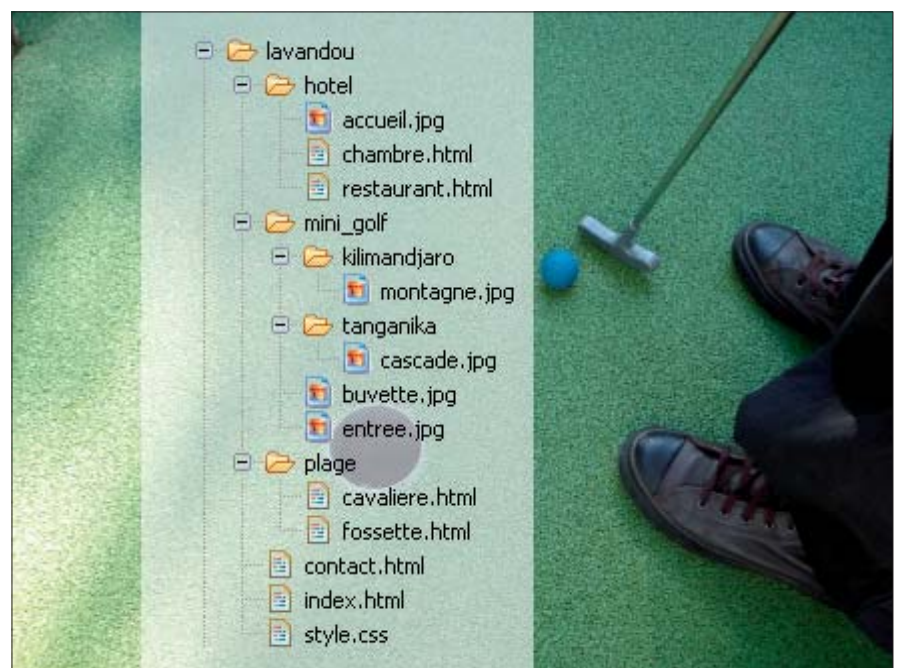 lavandou
hotel
accueil.jpg
chambre.html
restaurant.html
mini_golf
kilimandjaro
montagne.jpg
tanganika
cascade.jpg
buvette.jpg
entree.jpg
plage
cavaliere.html
fossette.html
contact.html
index.html
style.css